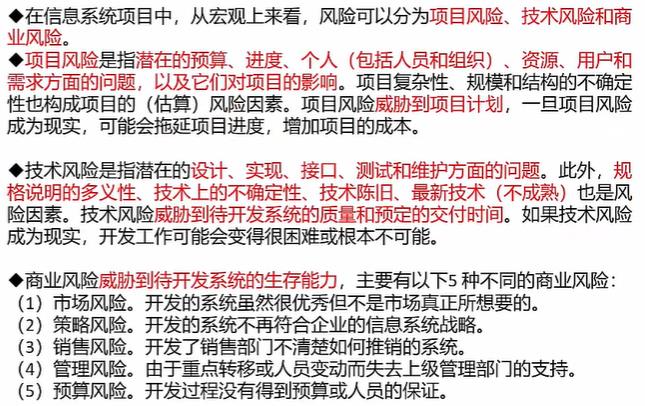 ◆在信息系统项目中，从宏观上来看，风险可以分为项目风险、技术风险和商
业风险。
◆项目风险是指潜在的预算、进度、个人（包括人员和组织）、资源、用户和
需求方面的问题，以及它们对项目的影响。项目复杂性、规模和结构的不确定
性也构成项目的（估算）风险因素。项目风险威胁到项目计划，一旦项目风险
成为现实，可能会拖延项目进度，增加项目的成本。
◆技术风险是指潜在的设计、实现、接口、测试和维护方面的问题。此外，规
格说明的多义性、技术上的不确定性、技术陈旧、最新技术（不成熟）也是风
险因素。技术风险威胁到待开发系统的质量和预定的交付时间。如果技术风险
成为现实，开发工作可能会变得很困难或根本不可能。
◆商业风险威胁到待开发系统的生存能力，主要有以下5 种不同的商业风险：
（1）市场风险。开发的系统虽然很优秀但不是市场真正所想要的。
（2）策略风险。开发的系统不再符合企业的信息系统战略。
（3）销售风险。开发了销售部门不清楚如何推销的系统。
（4）管理风险。由于重点转移或人员变动而失去上级管理部门的支持。
（5）预算风险。开发过程没有得到预算或人员的保证。